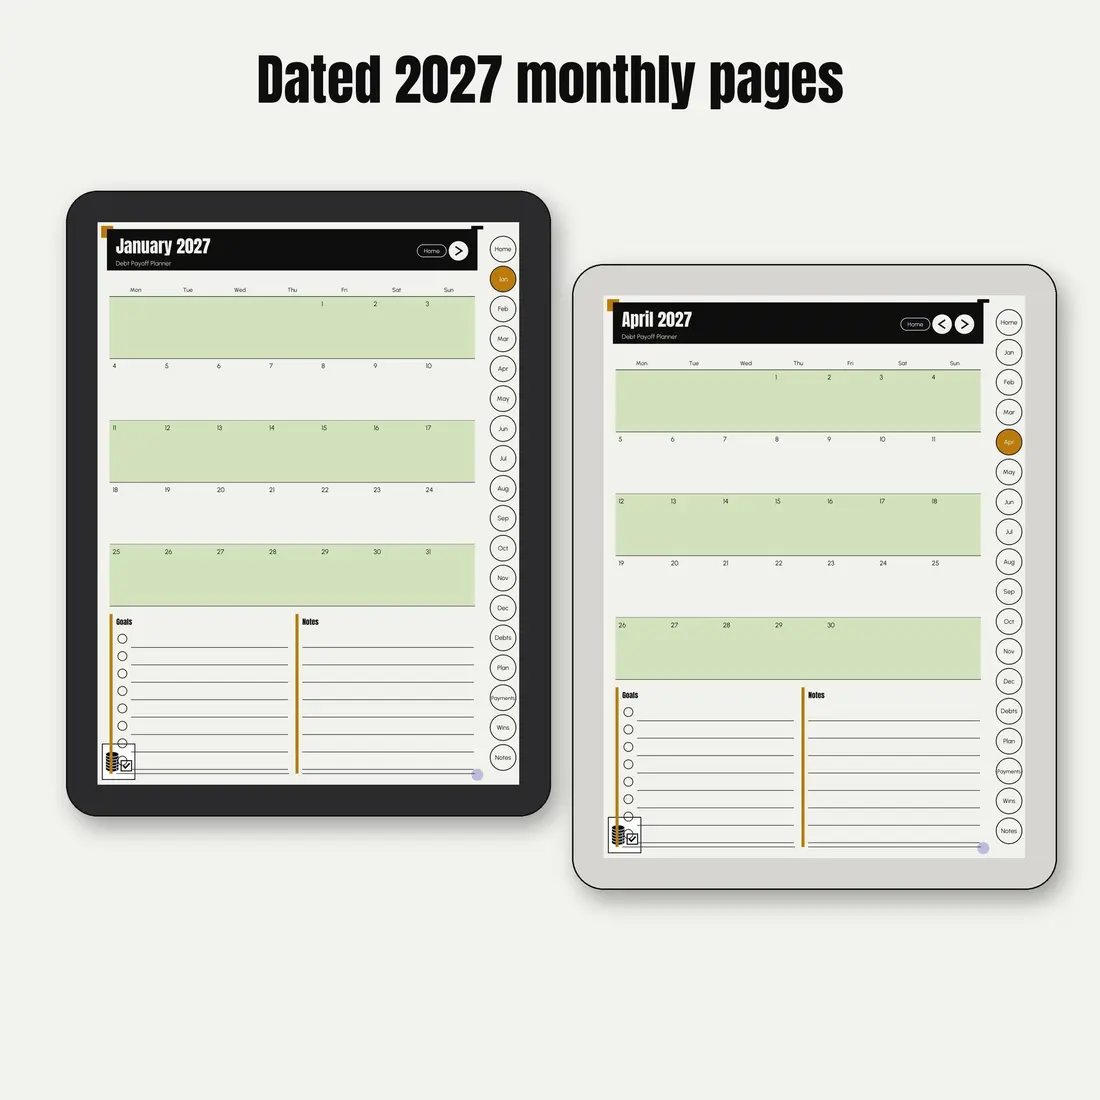 Dated 2027 monthly pages
January 2027
Debt Payoff Planner
Home
Mon Tue Wed Thu Fri Sat Sun
1 2 3
4 5 6 7 8 9 10
11 12 13 14 15 16 17
18 19 20 21 22 23 24
25 26 27 28 29 30 31
Goals
Notes
Home
Jan
Feb
Mar
Apr
May
Jun
Jul
Aug
Sep
Oct
Nov
Dec
Debts
Plan
Payments
Wins
Notes
April 2027
Debt Payoff Planner
Home
Mon Tue Wed Thu Fri Sat Sun
1 2 3 4
5 6 7 8 9 10 11
12 13 14 15 16 17 18
19 20 21 22 23 24 25
26 27 28 29 30
Goals
Notes
Home
Jan
Feb
Mar
Apr
May
Jun
Jul
Aug
Sep
Oct
Nov
Dec
Debts
Plan
Payments
Wins
Notes